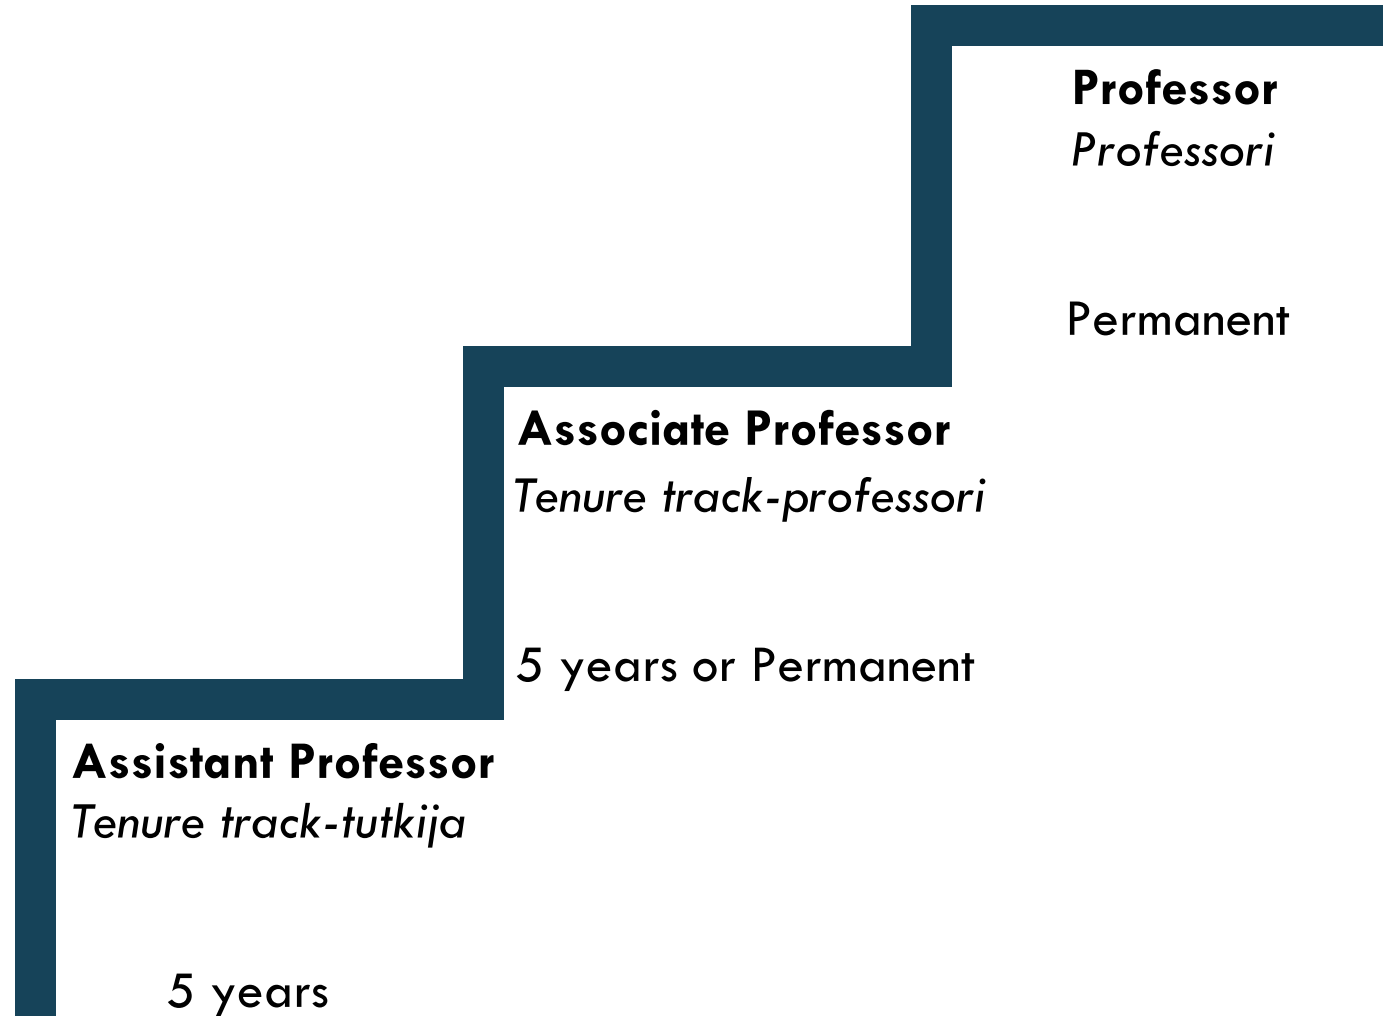 Professor
Professori
Permanent
Associate Professor
Tenure track-professori
5 years or Permanent
Assistant Professor
Tenure track-tutkija
5 years